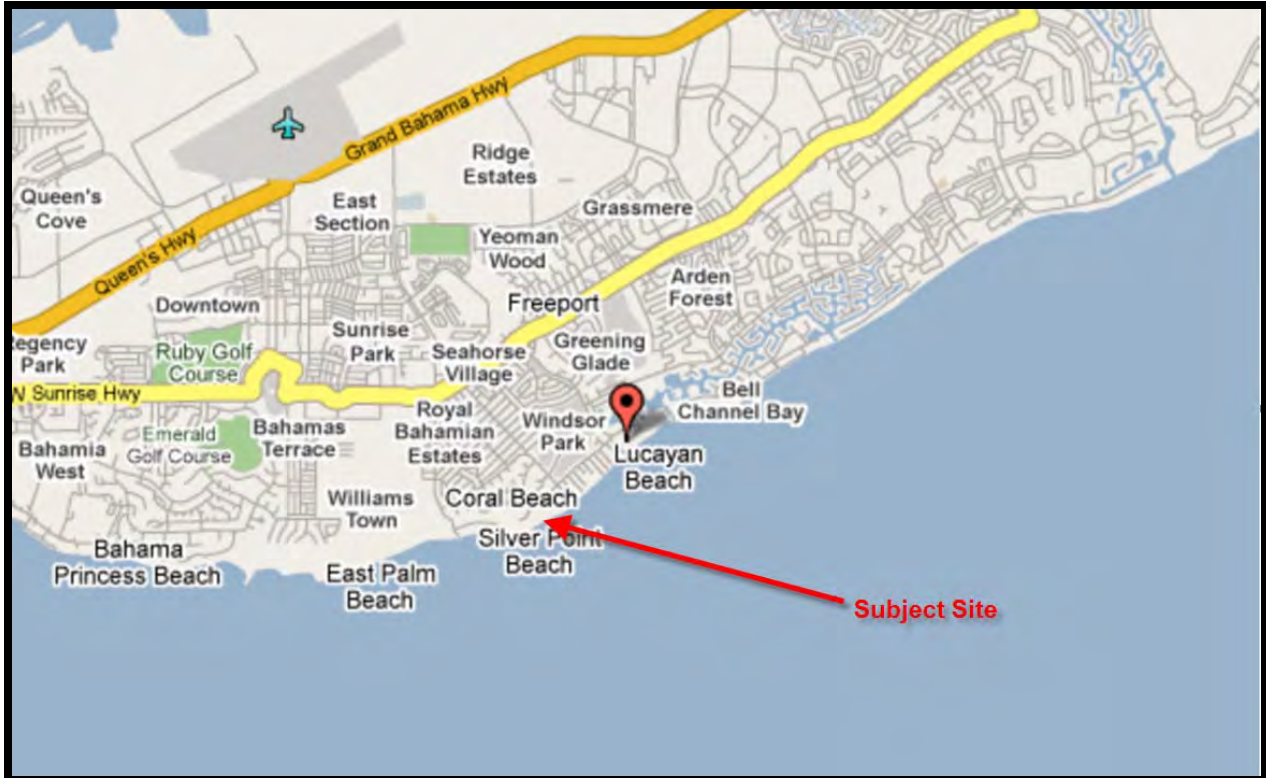 Grand Bahama Hwy
Ridge
Estates
Queen's
Cove
East
Section
Grassmere
Yeoman
Wood
Queen's Hwy
Arden
Forest
Downtown
Freeport
Sunrise
Park
Regency
Park
Ruby Golf
Course
Seahorse
Village
Greening
Glade
N Sunrise Hwy
Bell
Channel Bay
Royal
Bahamian
Estates
Windsor
Park
Emerald
Golf Course
Bahamas
Terrace
Bahamia
West
Lucayan
Beach
Williams
Town
Coral Beach
Silver Point
Beach
Bahama
Princess Beach
East Palm
Beach
Subject Site